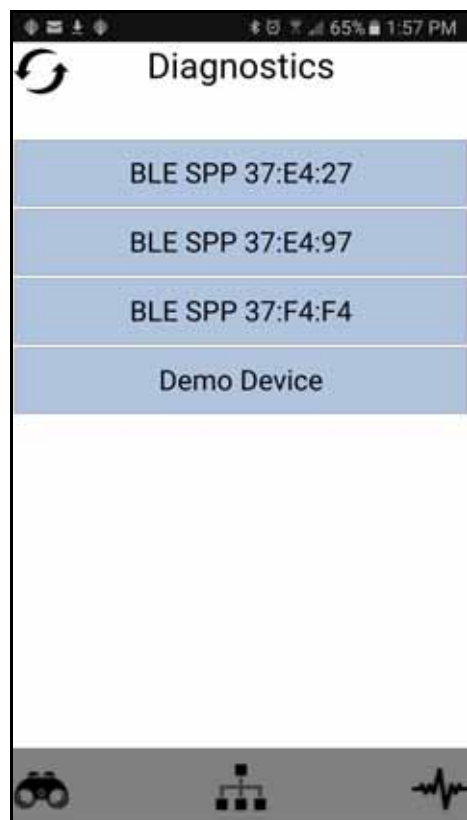 65% 1:57 PM
Diagnostics
BLE SPP 37:E4:27
BLE SPP 37:E4:97
BLE SPP 37:F4:F4
Demo Device